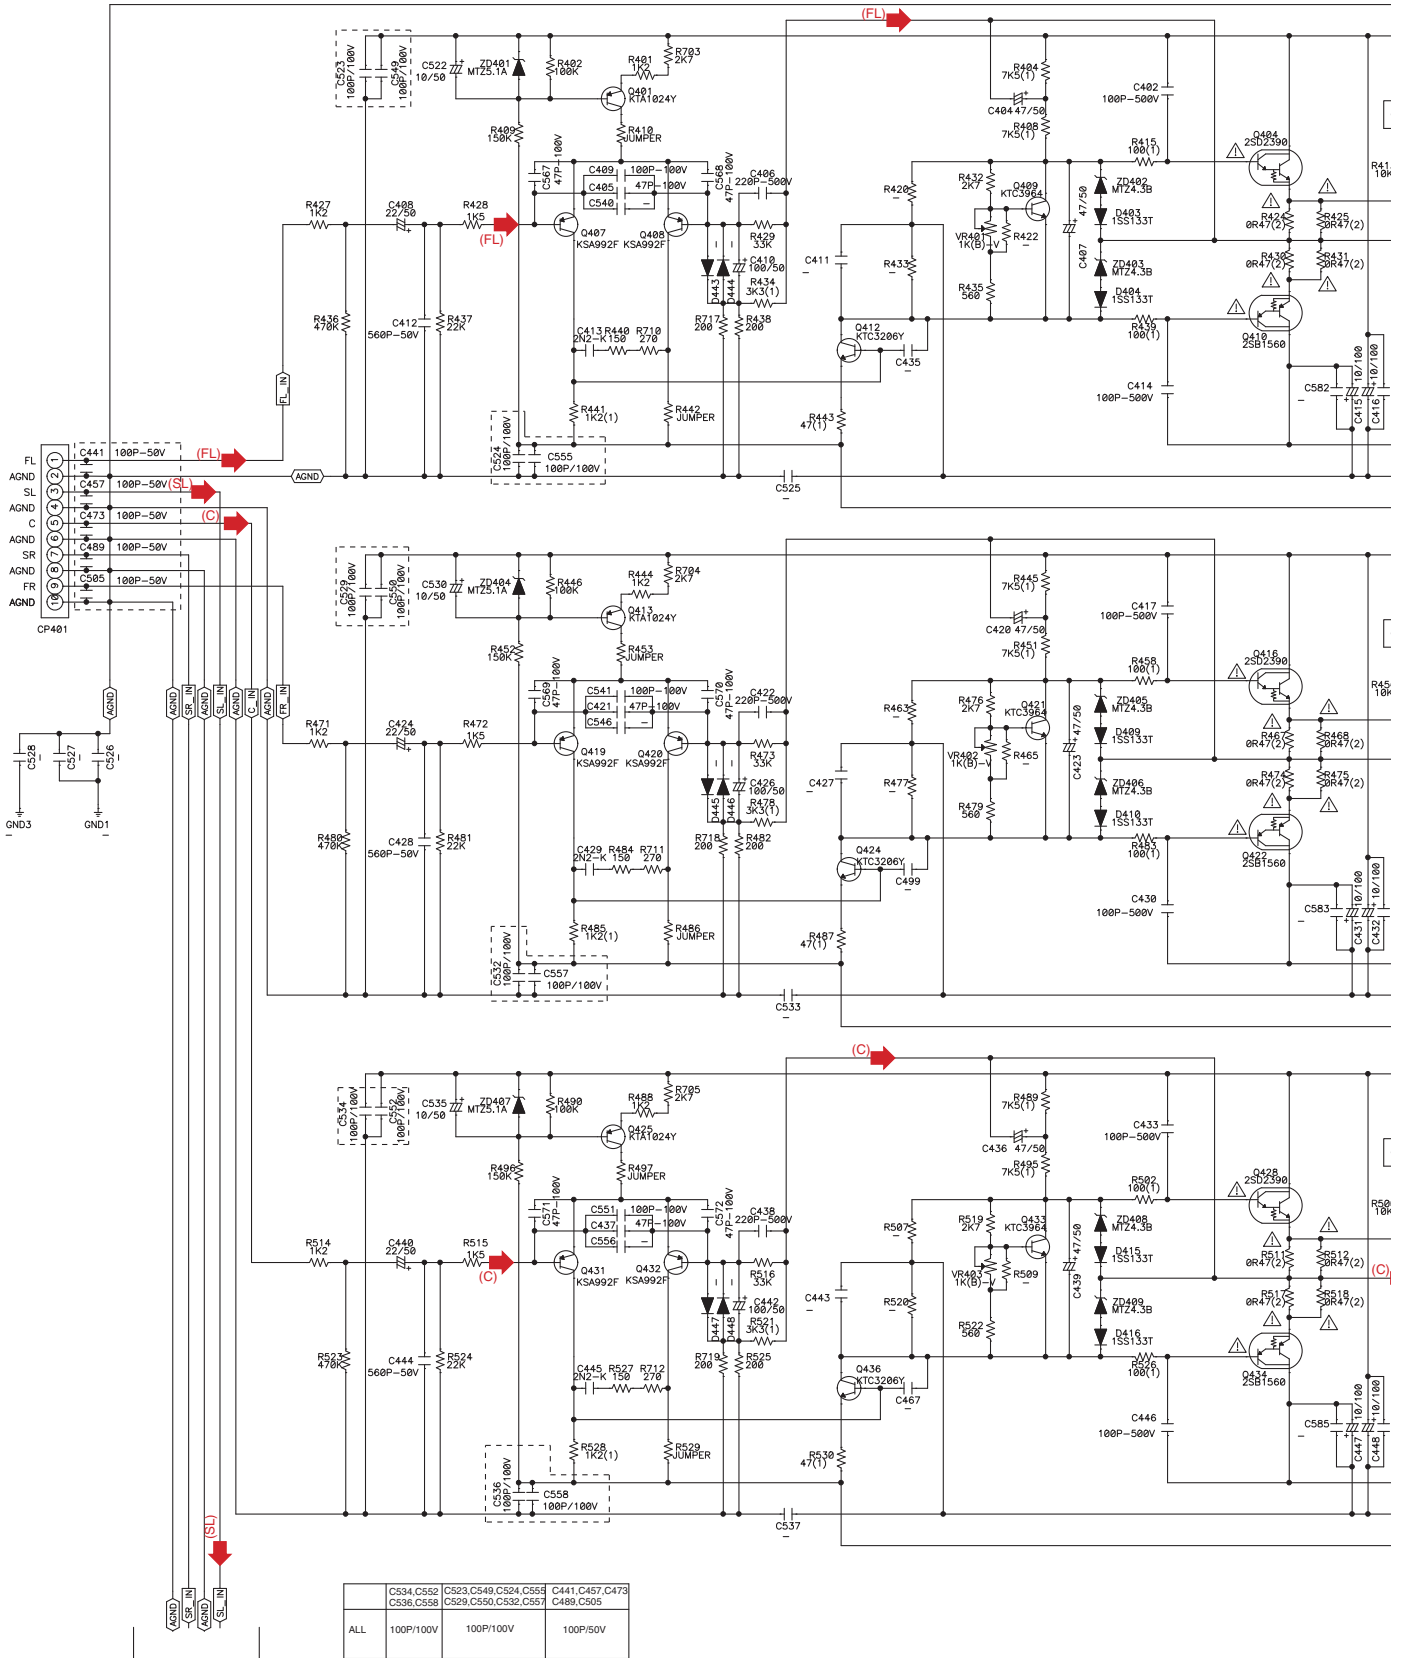 (FL)
C523
100P/100V
C549
100P/100V
C522
10/50
ZD401
MTZ5.1A
R402
100K
R401
1K2
R703
2K7
Q401
KTA1024Y
R409
150K
R410
JUMPER
R404
7K5(1)
C404 47/50
R408
7K5(1)
C402
100P-500V
R415
100(1)
Q404
2SD2390
C567
47P-100V
C409
100P-100V
C405
47P-100V
C540
–
C568
47P-100V
C406
220P-500V
R420
–
R432
2K7
Q409
KTC3964
47/50
C407
ZD402
MTZ4.3B
D403
1SS133T
R424
0R47(2)
R425
0R47(2)
R427
1K2
C408
22/50
R428
1K5
(FL)
Q407
KSA992F
Q408
KSA992F
R429
33K
C410
100/50
R434
3K3(1)
D443
D444
C411
–
R433
–
VR401
1K(B)-V
R422
–
R435
560
ZD403
MTZ4.3B
D404
1SS133T
R430
0R47(2)
R431
0R47(2)
R436
470K
C412
560P-50V
R437
22K
C413
2N2-K
R440
150
R710
270
R717
200
R438
200
Q412
KTC3206Y
C435
–
R439
100(1)
Q410
2SB1560
C414
100P-500V
C582
–
C415
10/100
C416
10/100
FL_IN
R441
1K2(1)
R442
JUMPER
R443
47(1)
C524
100P/100V
C555
100P/100V
C525
–
AGND
FL
1
C441
100P-50V
(FL)
AGND
2
SL
3
C457
100P-50V
(SL)
AGND
4
C
5
C473
100P-50V
(C)
AGND
6
SR
7
C489
100P-50V
AGND
8
FR
9
C505
100P-50V
AGND
10
CP401
C529
100P/100V
C550
100P/100V
C530
10/50
ZD404
MTZ5.1A
R446
100K
R444
1K2
R704
2K7
Q413
KTA1024Y
R452
150K
R453
JUMPER
R445
7K5(1)
C420 47/50
R451
7K5(1)
C417
100P-500V
R458
100(1)
Q416
2SD2390
AGND
AGND
SR_IN
AGND
SL_IN
AGND
C_IN
AGND
FR_IN
C569
47P-100V
C541
100P-100V
C421
47P-100V
C546
–
C570
47P-100V
C422
220P-500V
R463
–
R476
2K7
Q421
KTC3964
47/50
C423
ZD405
MTZ4.3B
D409
1SS133T
R467
0R47(2)
R468
0R47(2)
R471
1K2
C424
22/50
R472
1K5
Q419
KSA992F
Q420
KSA992F
R473
33K
C426
100/50
R478
3K3(1)
D445
D446
C427
–
R477
–
VR402
1K(B)-V
R465
–
R479
560
ZD406
MTZ4.3B
D410
1SS133T
R474
0R47(2)
R475
0R47(2)
C528
–
C527
–
C526
–
GND3
–
GND1
–
R480
470K
C428
560P-50V
R481
22K
C429
2N2-K
R484
150
R711
270
R718
200
R482
200
Q424
KTC3206Y
C499
–
R483
100(1)
Q422
2SB1560
C430
100P-500V
C583
–
C431
10/100
C432
10/100
R485
1K2(1)
R486
JUMPER
R487
47(1)
C532
100P/100V
C557
100P/100V
C533
–
(C)
C534
100P/100V
C552
100P/100V
C535
10/50
ZD407
MTZ5.1A
R490
100K
R488
1K2
R705
2K7
Q425
KTA1024Y
R496
150K
R497
JUMPER
R489
7K5(1)
C436 47/50
R495
7K5(1)
C433
100P-500V
R502
100(1)
Q428
2SD2390
C571
47P-100V
C551
100P-100V
C437
47P-100V
C556
–
C572
47P-100V
C438
220P-500V
R507
–
R519
2K7
Q433
KTC3964
47/50
C439
ZD408
MTZ4.3B
D415
1SS133T
R511
0R47(2)
R512
0R47(2)
R514
1K2
C440
22/50
R515
1K5
(C)
Q431
KSA992F
Q432
KSA992F
R516
33K
C442
100/50
R521
3K3(1)
D447
D448
C443
–
R520
–
VR403
1K(B)-V
R509
–
R522
560
ZD409
MTZ4.3B
D416
1SS133T
R517
0R47(2)
R518
0R47(2)
(C)
R523
470K
C444
560P-50V
R524
22K
C445
2N2-K
R527
150
R712
270
R719
200
R525
200
Q436
KTC3206Y
C467
–
R526
100(1)
Q434
2SB1560
C446
100P-500V
C585
–
C447
10/100
C448
10/100
R528
1K2(1)
R529
JUMPER
R530
47(1)
C536
100P/100V
C558
100P/100V
C537
–
(SL)
AGND
SR_IN
AGND
SL_IN
C534,C552 C523,C549,C524,C555 C441,C457,C473
C536,C558 C529,C550,C532,C557 C489,C505
ALL 100P/100V 100P/100V 100P/50V